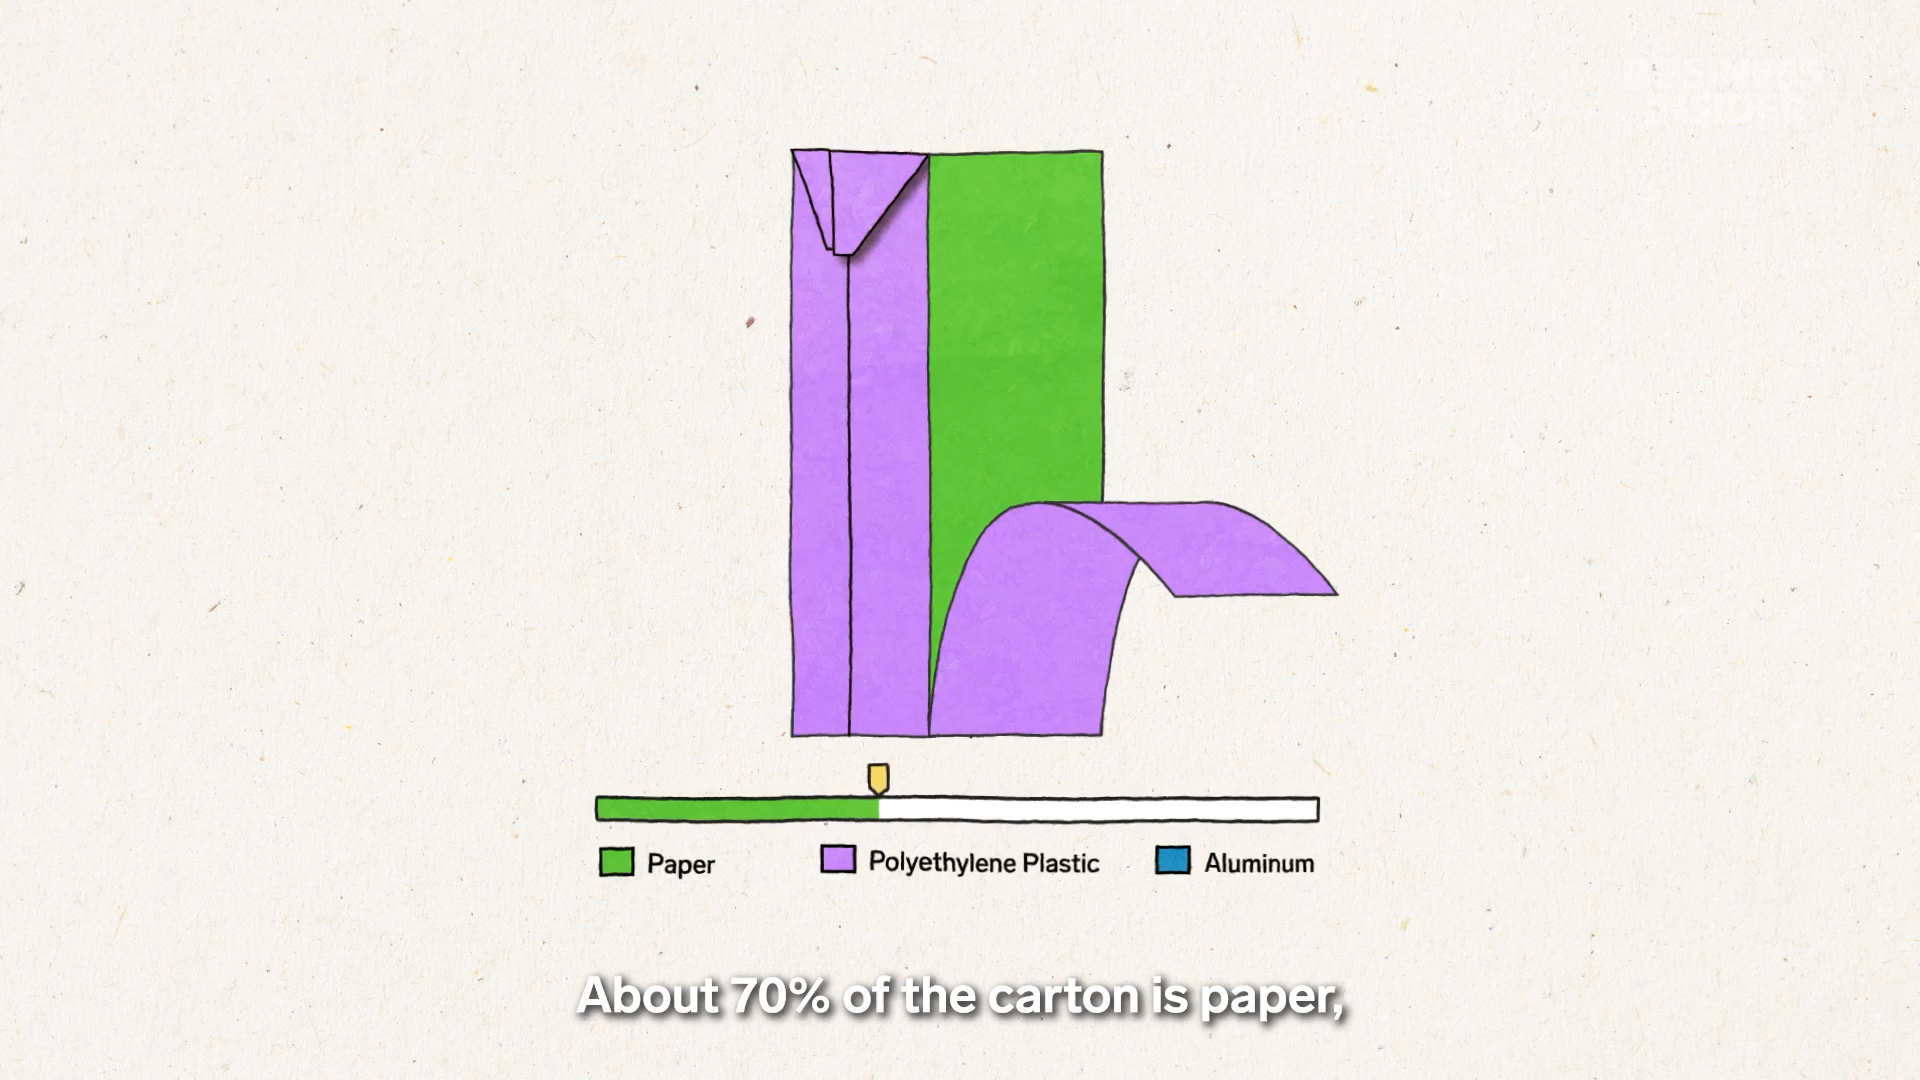 Paper
Polyethylene Plastic
Aluminum
About 70% of the carton is paper,